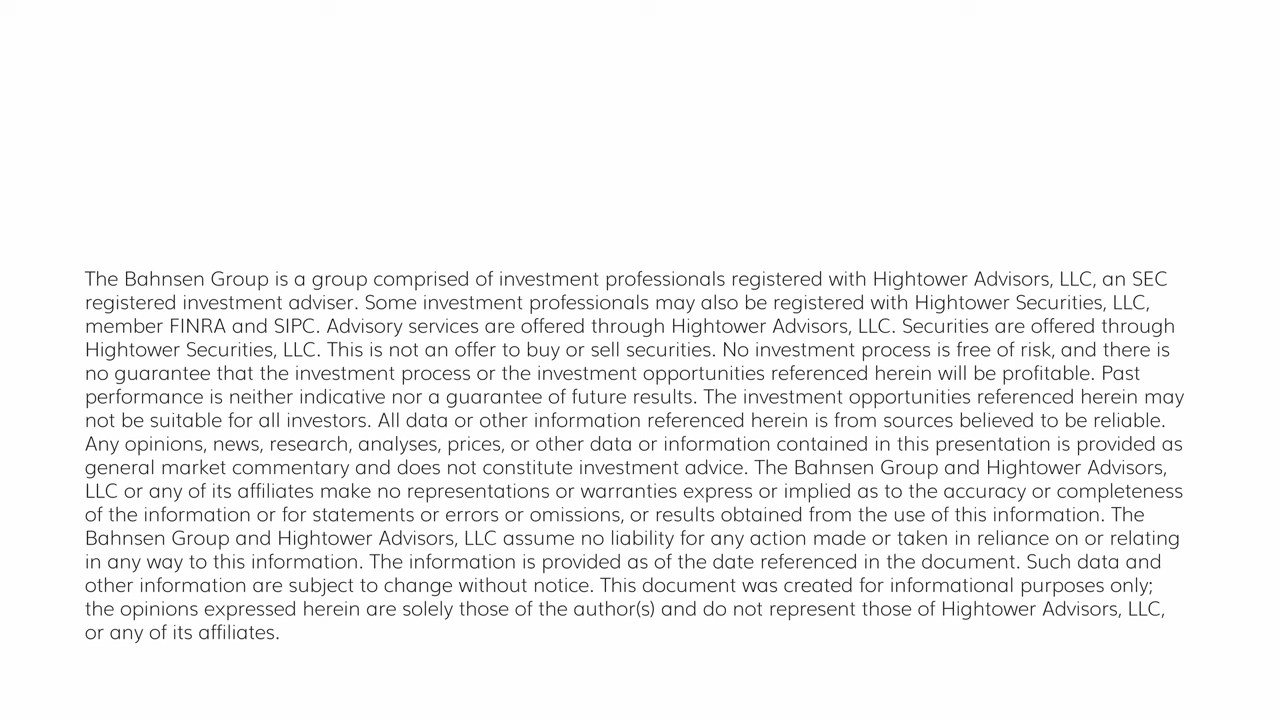 The Bahnsen Group is a group comprised of investment professionals registered with Hightower Advisors, LLC, an SEC
registered investment adviser. Some investment professionals may also be registered with Hightower Securities, LLC,
member FINRA and SIPC. Advisory services are offered through Hightower Advisors, LLC. Securities are offered through
Hightower Securities, LLC. This is not an offer to buy or sell securities. No investment process is free of risk, and there is
no guarantee that the investment process or the investment opportunities referenced herein will be profitable. Past
performance is neither indicative nor a guarantee of future results. The investment opportunities referenced herein may
not be suitable for all investors. All data or other information referenced herein is from sources believed to be reliable.
Any opinions, news, research, analyses, prices, or other data or information contained in this presentation is provided as
general market commentary and does not constitute investment advice. The Bahnsen Group and Hightower Advisors,
LLC or any of its affiliates make no representations or warranties express or implied as to the accuracy or completeness
of the information or for statements or errors or omissions, or results obtained from the use of this information. The
Bahnsen Group and Hightower Advisors, LLC assume no liability for any action made or taken in reliance on or relating
in any way to this information. The information is provided as of the date referenced in the document. Such data and
other information are subject to change without notice. This document was created for informational purposes only;
the opinions expressed herein are solely those of the author(s) and do not represent those of Hightower Advisors, LLC,
or any of its affiliates.